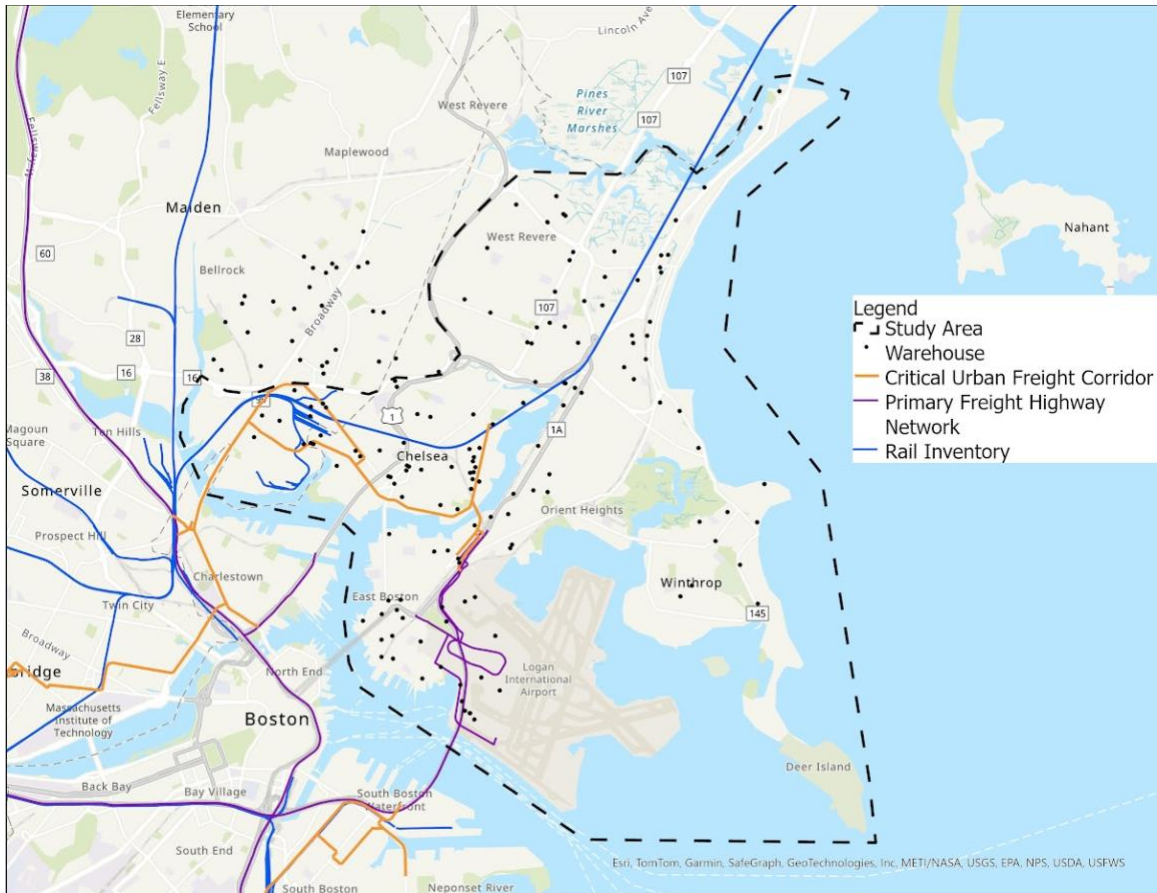 Elementary
School
Lincoln Ave
Fellsway E
107
Pines
River
Marshes
West Revere
107
107
Maplewood
Malden
West Revere
Nahant
60
Bellrock
Broadway
107
28
16
16
38
99
1
1A
Magoun
Square
Ten Hills
Chelsea
Somerville
Orient Heights
Prospect Hill
Charlestown
Winthrop
Twin City
East Boston
145
Broadway
North End
Logan
International
Airport
Massachusetts
Institute of
Technology
Boston
Deer Island
Back Bay
Bay Village
South Boston
Waterfront
South End
South Boston
Neponset River
Legend
Study Area
Warehouse
Critical Urban Freight Corridor
Primary Freight Highway
Network
Rail Inventory
Esri, TomTom, Garmin, SafeGraph, GeoTechnologies, Inc, METI/NASA, USGS, EPA, NPS, USDA, USFWS